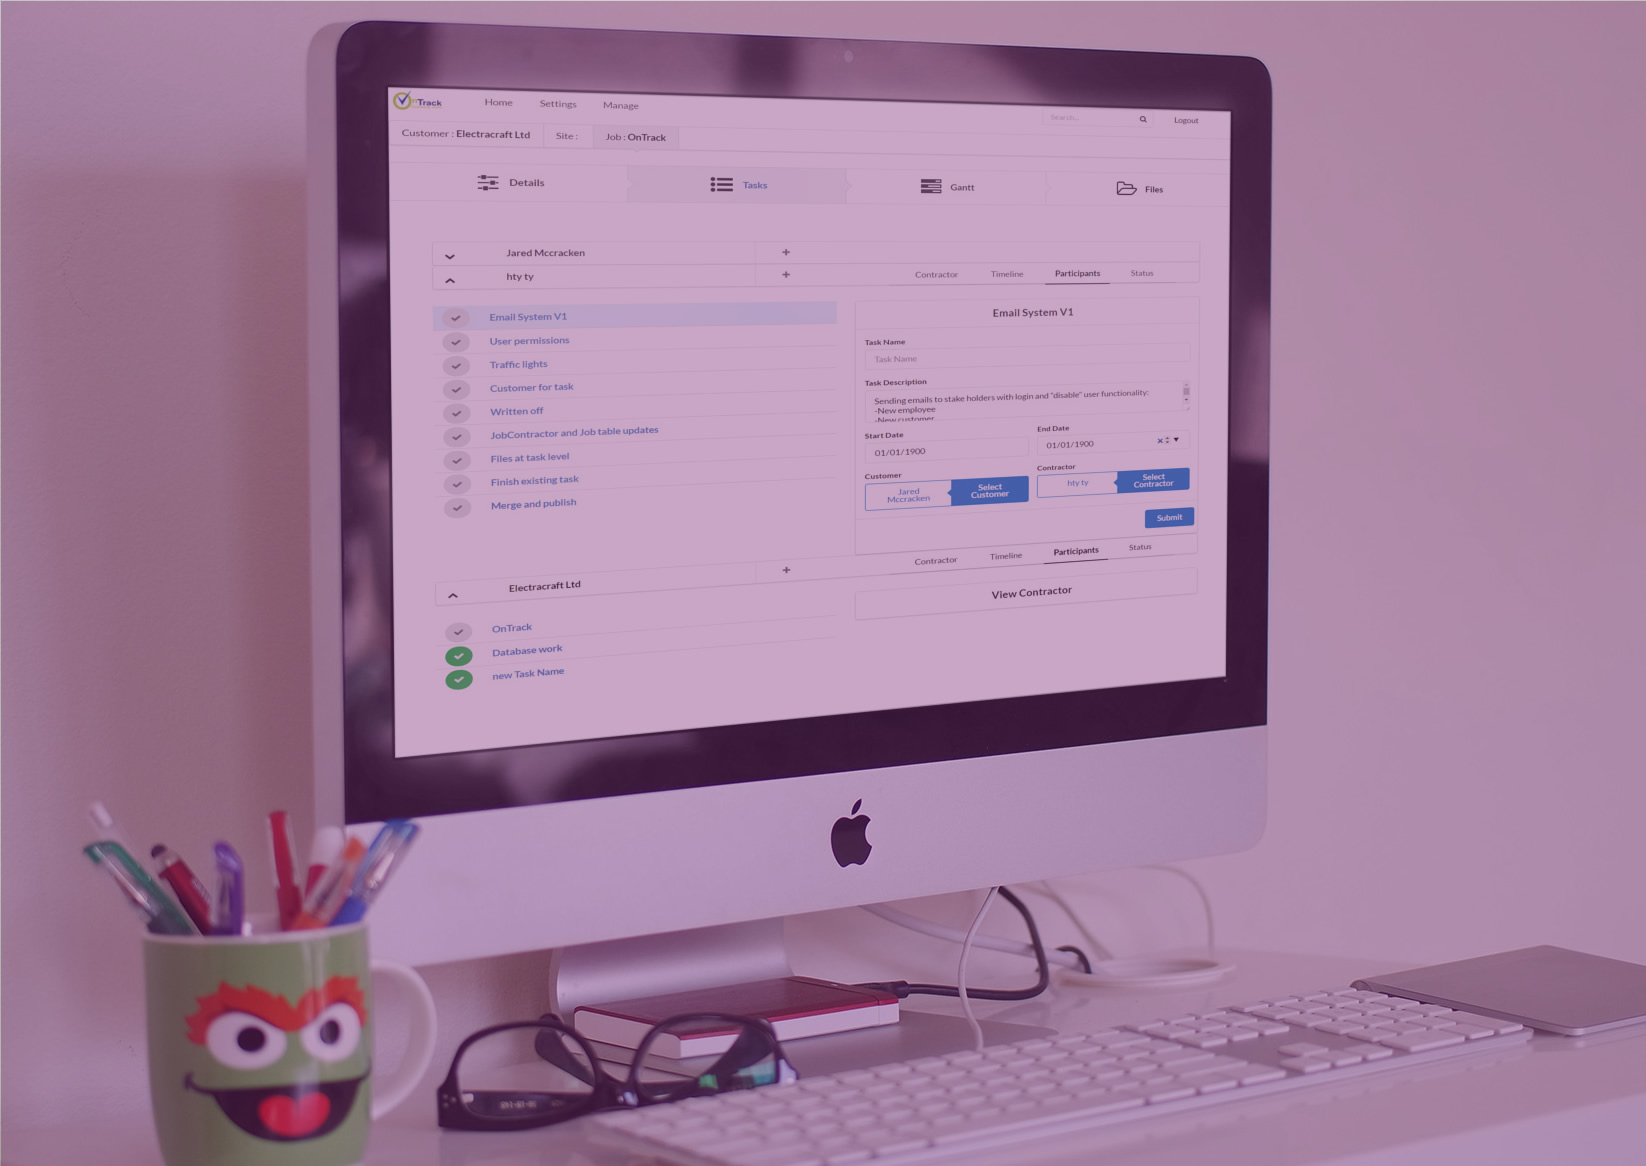 OnTrack
Home Settings Manage
Search...
Logout
Customer : Electracraft Ltd Site : Job : OnTrack
Details Tasks Gantt Files
Jared Mccracken +
hty ty + Contractor Timeline Participants Status
Email System V1
User permissions
Traffic lights
Customer for task
Written off
JobContractor and Job table updates
Files at task level
Finish existing task
Merge and publish
Email System V1
Task Name
Task Name
Task Description
Sending emails to stake holders with login and "disable" user functionality:
-New employee
-New customer
Start Date End Date
01/01/1900 01/01/1900
Customer Contractor
Jared
Mccracken
Select
Customer
hty ty
Select
Contractor
Submit
Electracraft Ltd + Contractor Timeline Participants Status
View Contractor
OnTrack
Database work
new Task Name